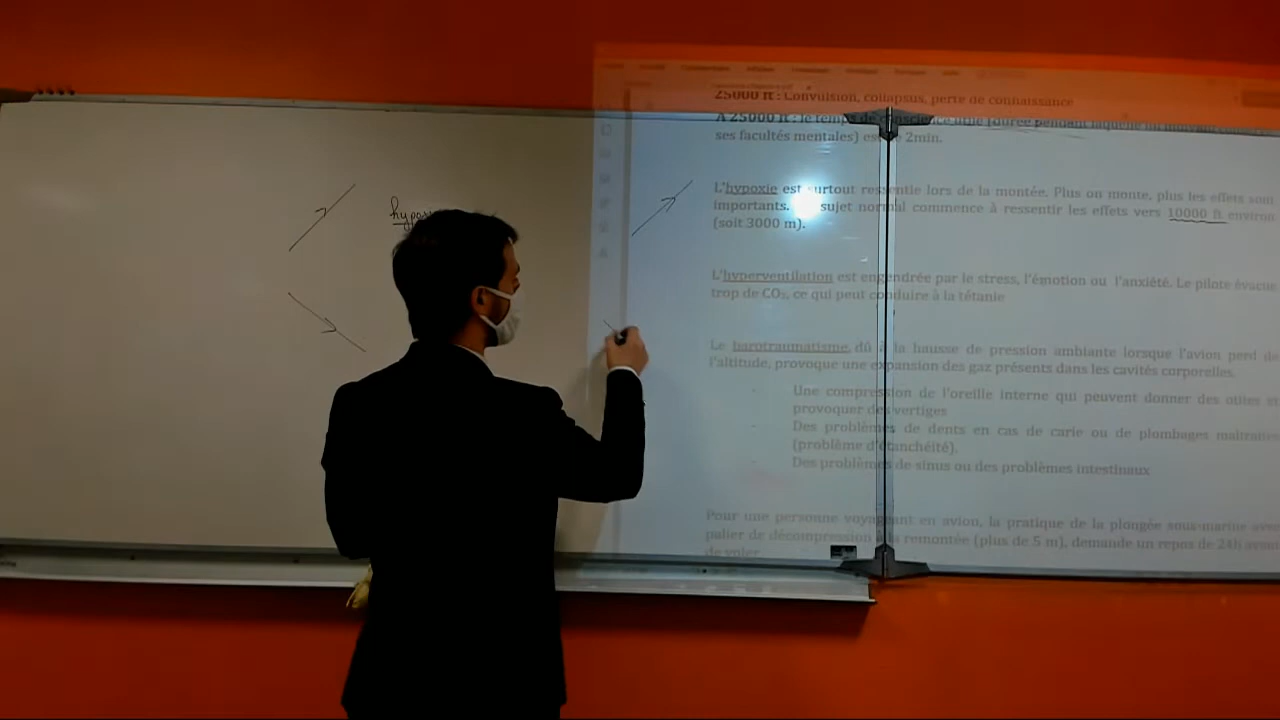 25000 ft : Convulsion, collapsus, perte de connaissance
A 25000 ft : le
ses facultés mentales) 2min.
hypo
L'hypoxie est surtout ressentie lors de la montée. Plus on monte, plus les effets sont
importants. sujet normal commence à ressentir les effets vers 10000 ft environ
(soit 3000 m).
L'hyperventilation est engendrée par le stress, l'émotion ou l'anxiété. Le pilote évacue
trop de CO₂, ce qui peut conduire à la tétanie
Le barotraumatisme, dû à la hausse de pression ambiante lorsque l'avion perd de
l'altitude, provoque une expansion des gaz présents dans les cavités corporelles.
- Une compression de l'oreille interne qui peuvent donner des otites et
provoquer des vertiges
- Des problèmes de dents en cas de carie ou de plombages
(problème d'étanchéité).
- Des problèmes de sinus ou des problèmes intestinaux
Pour une personne voyageant en avion, la pratique de la plongée sous-marine avec
palier de décompression à la remontée (plus de 5 m), demande un repos de 24h avant
de voler